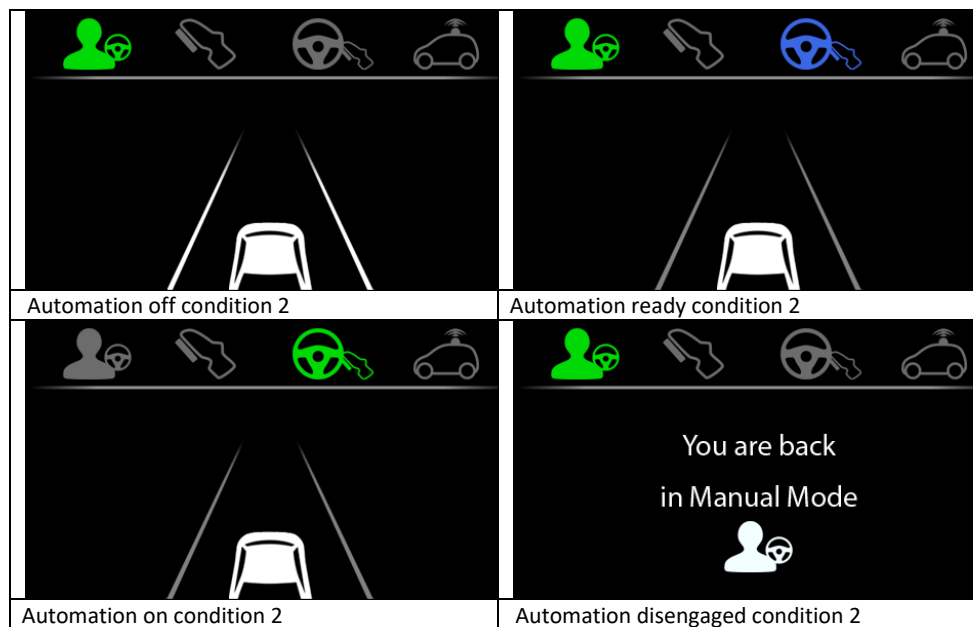 Automation off condition 2
Automation ready condition 2
You are back
in Manual Mode
Automation on condition 2
Automation disengaged condition 2